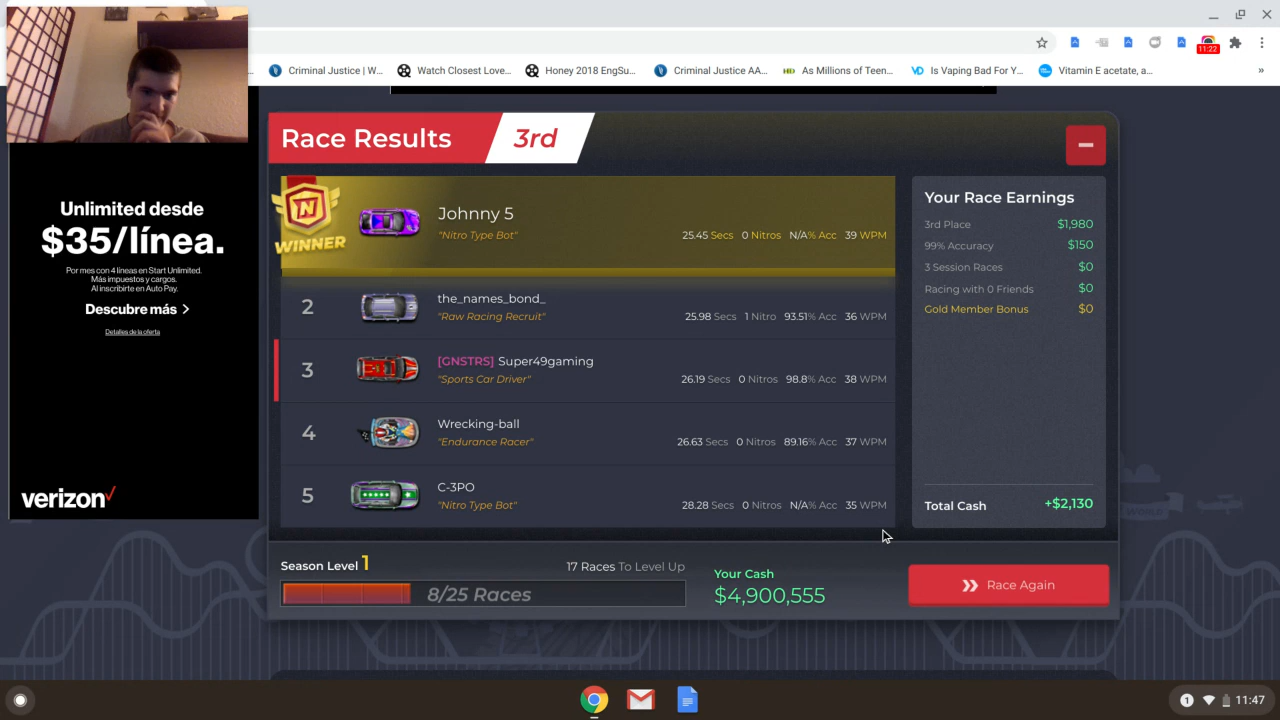 11:22
Criminal Justice | W...
Watch Closest Love...
Honey 2018 EngSu...
Criminal Justice AA...
HD
As Millions of Teen...
VD
Is Vaping Bad For Y...
Vitamin E acetate, a...
»
Race Results
3rd
Unlimited desde
$35/línea.
Por mes con 4 líneas en Start Unlimited.
Más impuestos y cargos.
Al inscribirte en Auto Pay.
Descubre más
Detalles de la oferta
verizon
N
WINNER
Johnny 5
"Nitro Type Bot"
25.45 Secs 0 Nitros N/A% Acc 39 WPM
2
the_names_bond_
"Raw Racing Recruit"
25.98 Secs 1 Nitro 93.51% Acc 36 WPM
3
[GNSTRS] Super49gaming
"Sports Car Driver"
26.19 Secs 0 Nitros 98.8% Acc 38 WPM
4
Wrecking-ball
"Endurance Racer"
26.63 Secs 0 Nitros 89.16% Acc 37 WPM
5
C-3PO
"Nitro Type Bot"
28.28 Secs 0 Nitros N/A% Acc 35 WPM
Your Race Earnings
3rd Place $1,980
99% Accuracy $150
3 Session Races $0
Racing with 0 Friends $0
Gold Member Bonus $0
Total Cash +$2,130
Season Level 1
17 Races To Level Up
8/25 Races
Your Cash
$4,900,555
Race Again
1
11:47